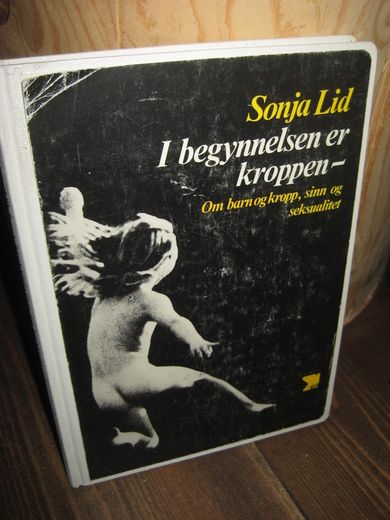 Sonja Lid
I begynnelsen er
kroppen –
Om barn og kropp, sinn og
seksualitet